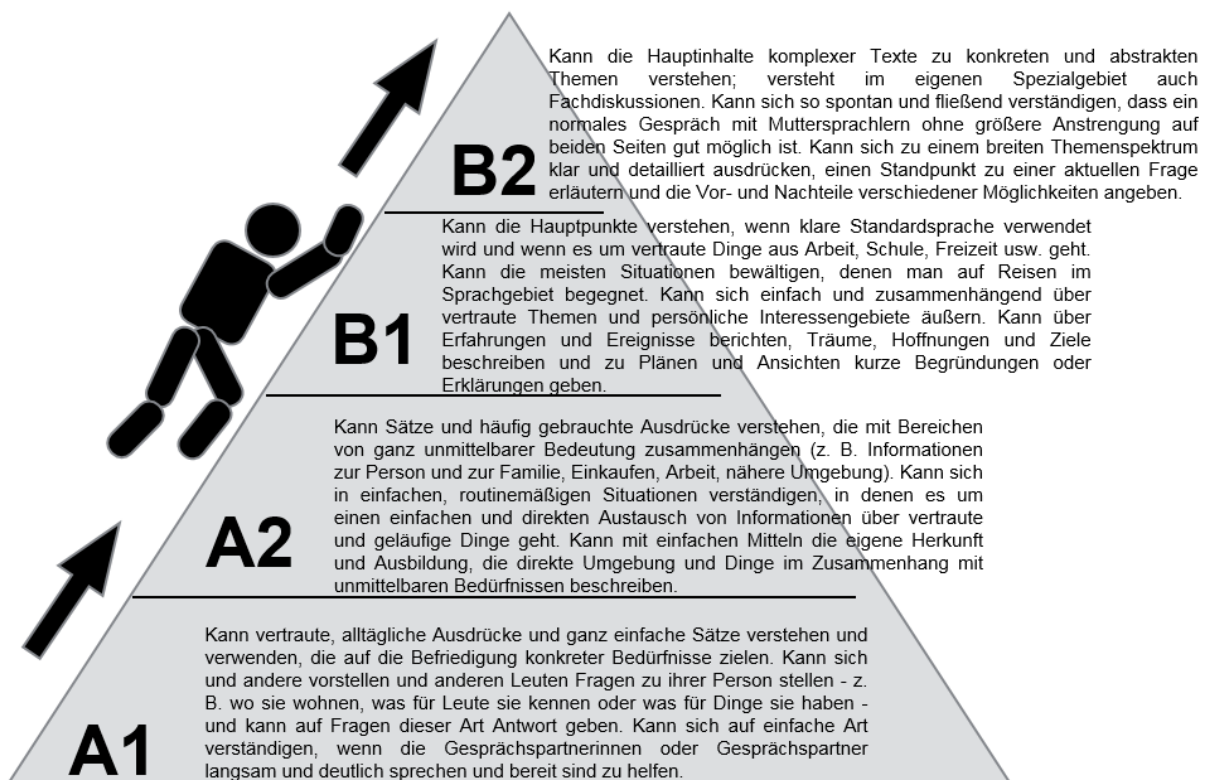 Kann die Hauptinhalte komplexer Texte zu konkreten und abstrakten
Themen verstehen; versteht im eigenen Spezialgebiet auch
Fachdiskussionen. Kann sich so spontan und fließend verständigen, dass ein
normales Gespräch mit Muttersprachlern ohne größere Anstrengung auf
beiden Seiten gut möglich ist. Kann sich zu einem breiten Themenspektrum
klar und detailliert ausdrücken, einen Standpunkt zu einer aktuellen Frage
erläutern und die Vor- und Nachteile verschiedener Möglichkeiten angeben.
B2
Kann die Hauptpunkte verstehen, wenn klare Standardsprache verwendet
wird und wenn es um vertraute Dinge aus Arbeit, Schule, Freizeit usw. geht.
Kann die meisten Situationen bewältigen, denen man auf Reisen im
Sprachgebiet begegnet. Kann sich einfach und zusammenhängend über
vertraute Themen und persönliche Interessengebiete äußern. Kann über
Erfahrungen und Ereignisse berichten, Träume, Hoffnungen und Ziele
beschreiben und zu Plänen und Ansichten kurze Begründungen oder
Erklärungen geben.
B1
Kann Sätze und häufig gebrauchte Ausdrücke verstehen, die mit Bereichen
von ganz unmittelbarer Bedeutung zusammenhängen (z. B. Informationen
zur Person und zur Familie, Einkaufen, Arbeit, nähere Umgebung). Kann sich
in einfachen, routinemäßigen Situationen verständigen, in denen es um
einen einfachen und direkten Austausch von Informationen über vertraute
und geläufige Dinge geht. Kann mit einfachen Mitteln die eigene Herkunft
und Ausbildung, die direkte Umgebung und Dinge im Zusammenhang mit
unmittelbaren Bedürfnissen beschreiben.
A2
Kann vertraute, alltägliche Ausdrücke und ganz einfache Sätze verstehen und
verwenden, die auf die Befriedigung konkreter Bedürfnisse zielen. Kann sich
und andere vorstellen und anderen Leuten Fragen zu ihrer Person stellen - z.
B. wo sie wohnen, was für Leute sie kennen oder was für Dinge sie haben -
und kann auf Fragen dieser Art Antwort geben. Kann sich auf einfache Art
verständigen, wenn die Gesprächspartnerinnen oder Gesprächspartner
langsam und deutlich sprechen und bereit sind zu helfen.
A1